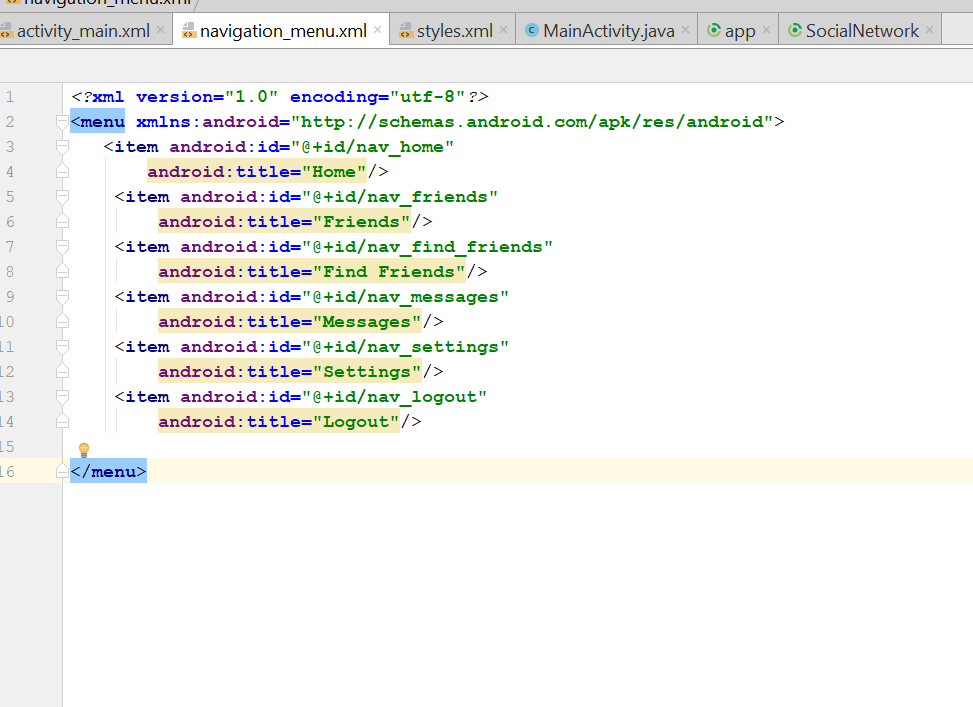 navigation_menu.xml
activity_main.xml × navigation_menu.xml × styles.xml × C MainActivity.java × app × SocialNetwork ×
1 <?xml version="1.0" encoding="utf-8"?>
2 <menu xmlns:android="http://schemas.android.com/apk/res/android">
3 <item android:id="@+id/nav_home"
4 android:title="Home"/>
5 <item android:id="@+id/nav_friends"
6 android:title="Friends"/>
7 <item android:id="@+id/nav_find_friends"
8 android:title="Find Friends"/>
9 <item android:id="@+id/nav_messages"
10 android:title="Messages"/>
11 <item android:id="@+id/nav_settings"
12 android:title="Settings"/>
13 <item android:id="@+id/nav_logout"
14 android:title="Logout"/>
15
16 </menu>